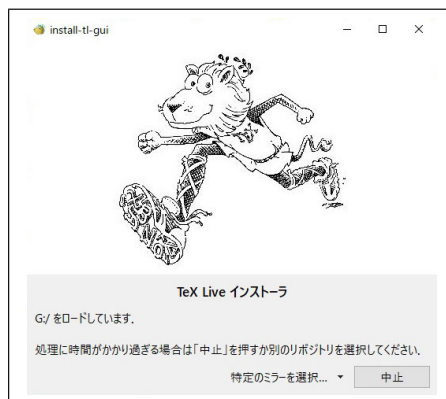 install-tl-gui
TeX Live インストーラ
G:/ をロードしています.
処理に時間がかかり過ぎる場合は「中止」を押すか別のリポジトリを選択してください.
特定のミラーを選択... 中止